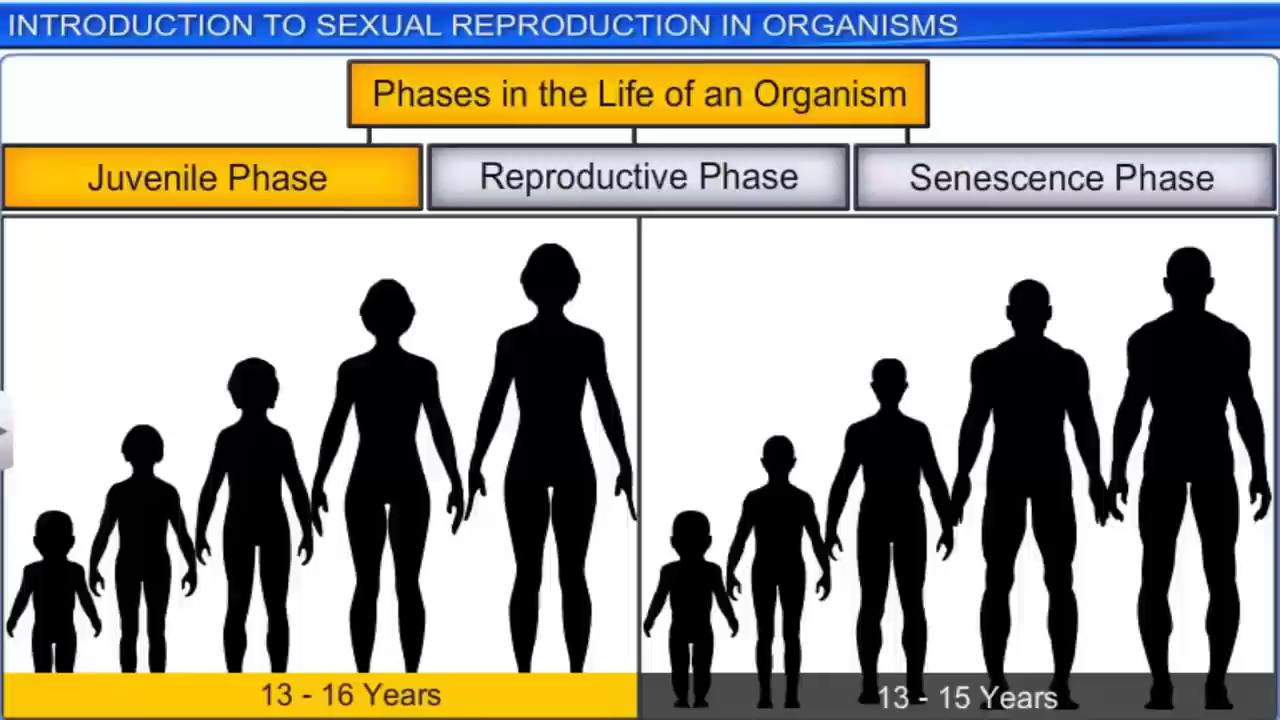 INTRODUCTION TO SEXUAL REPRODUCTION IN ORGANISMS
Phases in the Life of an Organism
Juvenile Phase
Reproductive Phase
Senescence Phase
13 - 16 Years
13 - 15 Years